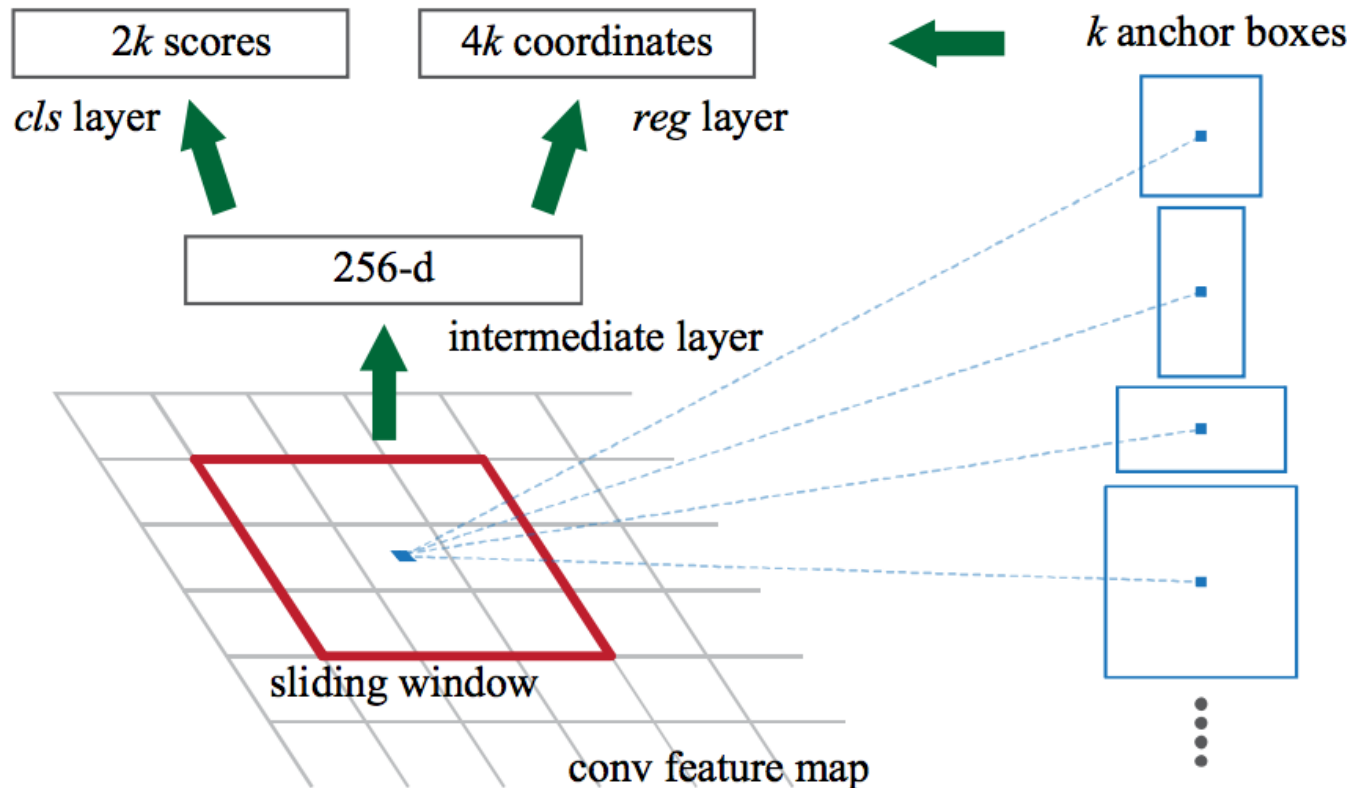 2k scores
4k coordinates
k anchor boxes
cls layer
reg layer
256-d
intermediate layer
sliding window
conv feature map